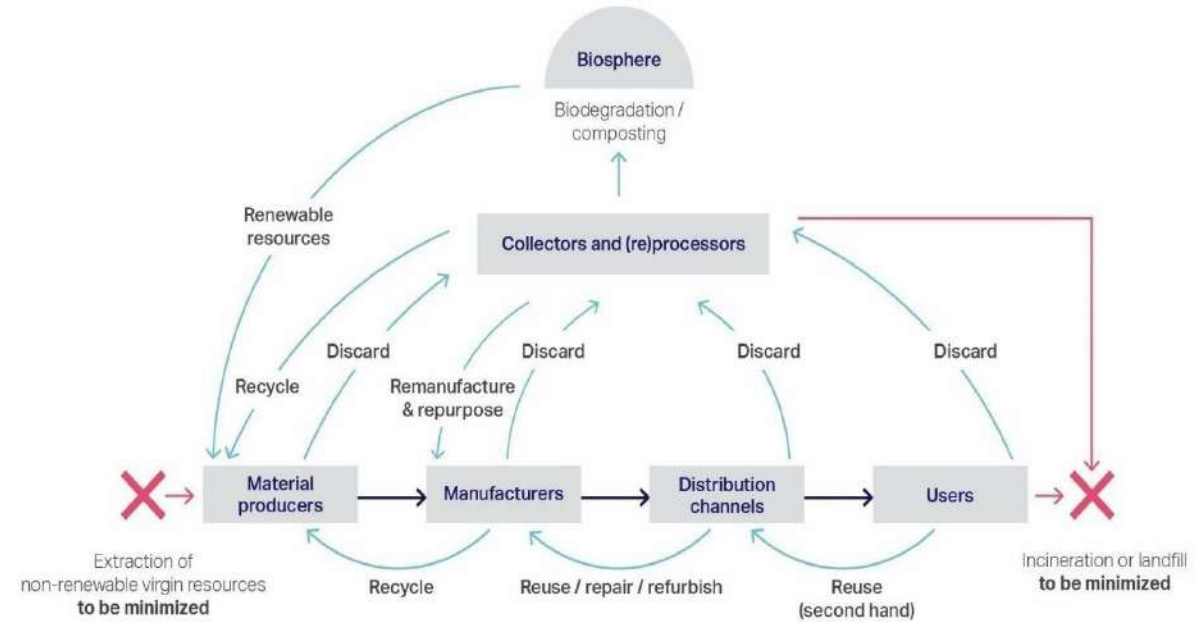 Biosphere
Biodegradation /
composting
Renewable
resources
Collectors and (re)processors
Discard
Discard
Discard
Discard
Recycle
Remanufacture
& repurpose
Material
producers
Manufacturers
Distribution
channels
Users
Extraction of
non-renewable virgin resources
to be minimized
Recycle
Reuse / repair / refurbish
Reuse
(second hand)
Incineration or landfill
to be minimized